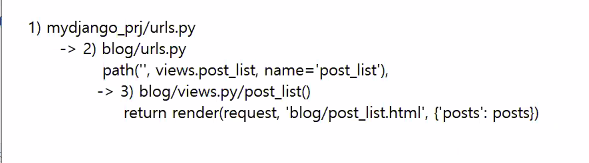 1) mydjango_prj/urls.py
-> 2) blog/urls.py
path('', views.post_list, name='post_list'),
-> 3) blog/views.py/post_list()
return render(request, 'blog/post_list.html', {'posts': posts})